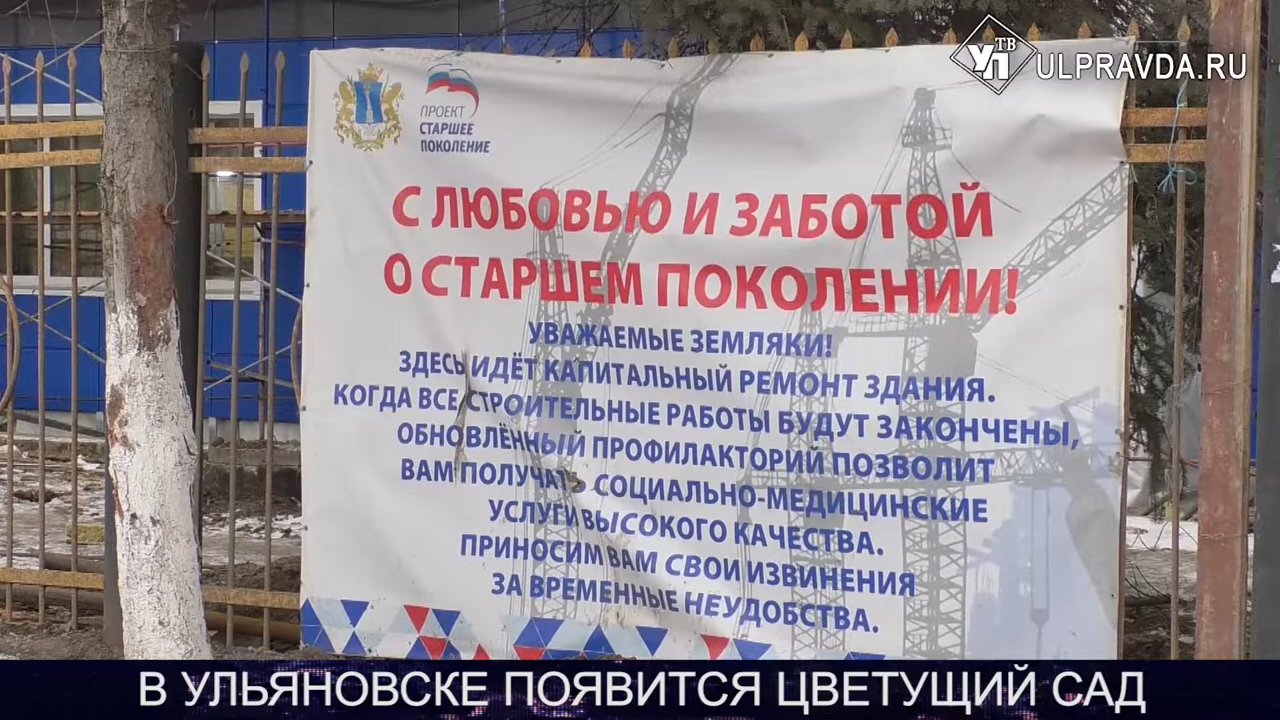 УП ТВ ULPRAVDA.RU
ПРОЕКТ
СТАРШЕЕ
ПОКОЛЕНИЕ
С ЛЮБОВЬЮ И ЗАБОТОЙ
О СТАРШЕМ ПОКОЛЕНИИ!
УВАЖАЕМЫЕ ЗЕМЛЯКИ!
ЗДЕСЬ ИДЁТ КАПИТАЛЬНЫЙ РЕМОНТ ЗДАНИЯ.
КОГДА ВСЕ СТРОИТЕЛЬНЫЕ РАБОТЫ БУДУТ ЗАКОНЧЕНЫ,
ОБНОВЛЁННЫЙ ПРОФИЛАКТОРИЙ ПОЗВОЛИТ
ВАМ ПОЛУЧАТЬ СОЦИАЛЬНО-МЕДИЦИНСКИЕ
УСЛУГИ ВЫСОКОГО КАЧЕСТВА.
ПРИНОСИМ ВАМ СВОИ ИЗВИНЕНИЯ
ЗА ВРЕМЕННЫЕ НЕУДОБСТВА.
В УЛЬЯНОВСКЕ ПОЯВИТСЯ ЦВЕТУЩИЙ САД